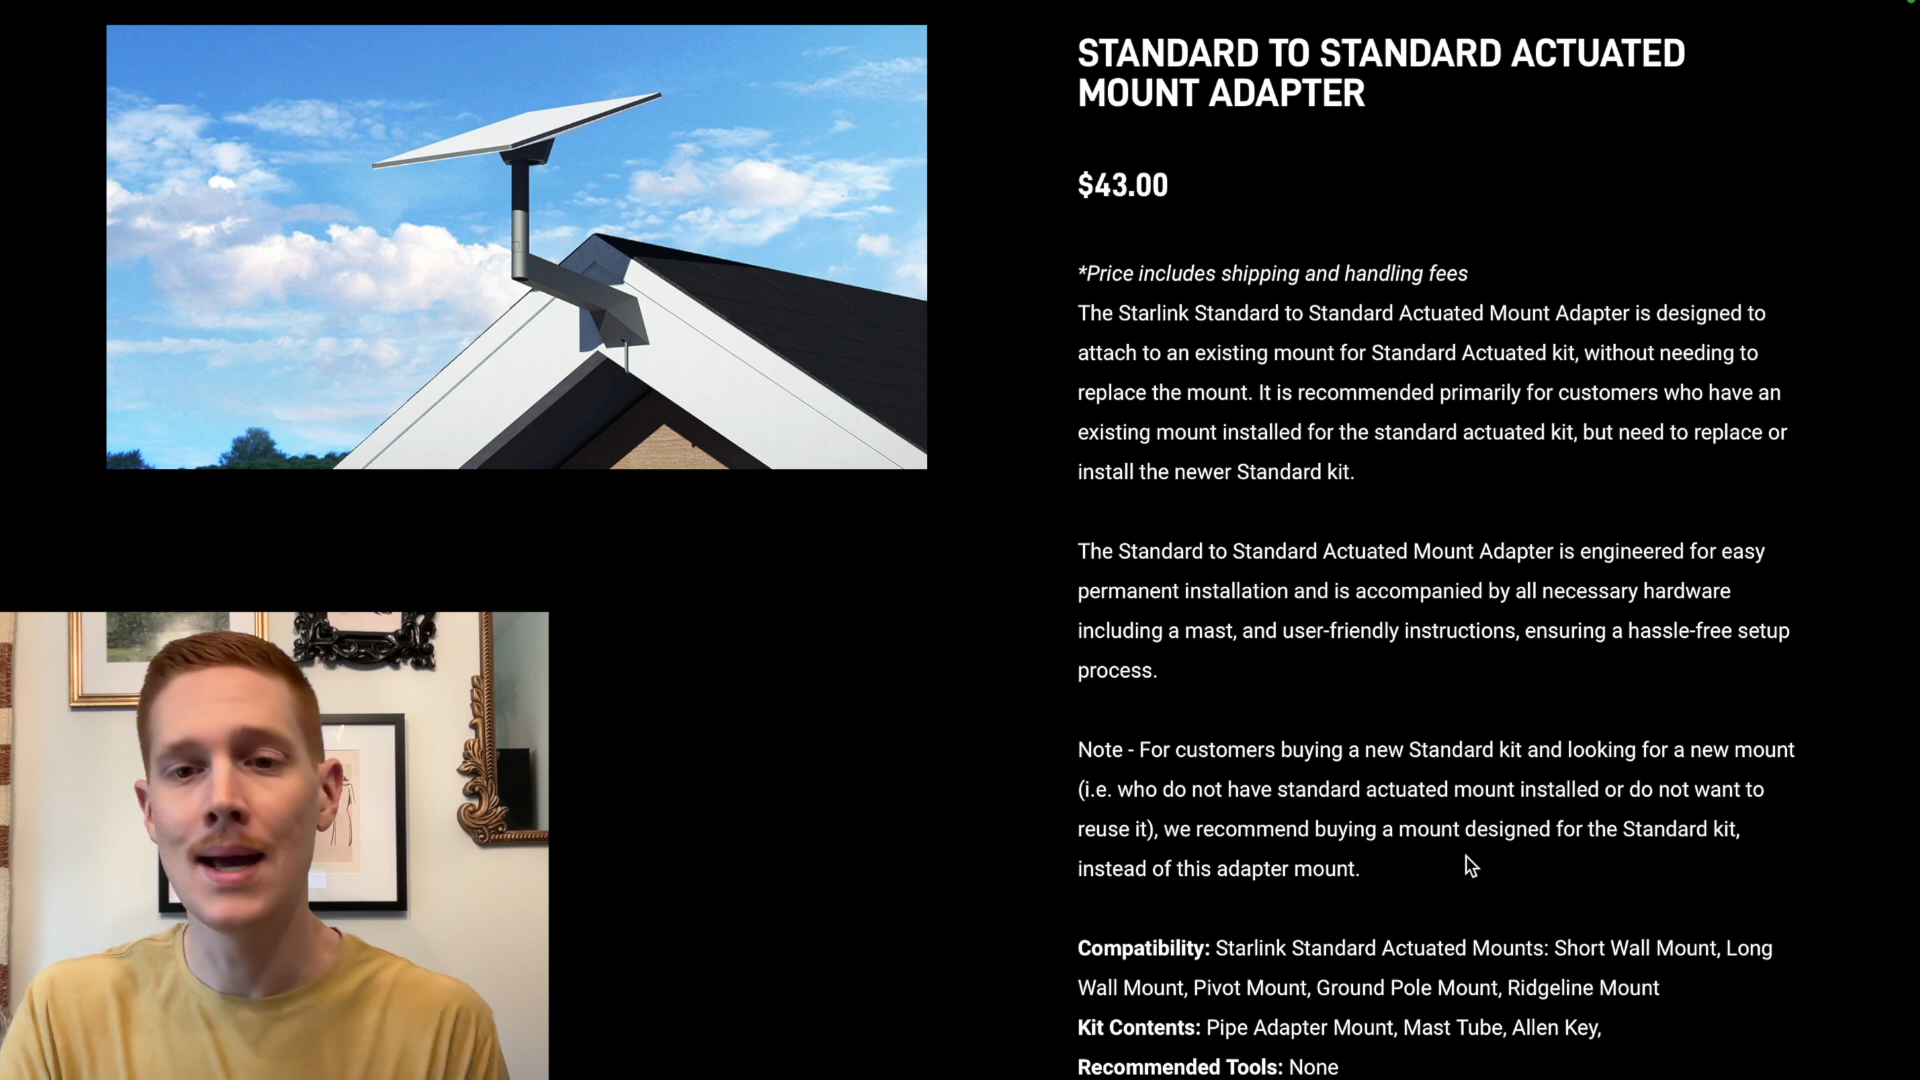 STANDARD TO STANDARD ACTUATED
MOUNT ADAPTER
$43.00
*Price includes shipping and handling fees
The Starlink Standard to Standard Actuated Mount Adapter is designed to
attach to an existing mount for Standard Actuated kit, without needing to
replace the mount. It is recommended primarily for customers who have an
existing mount installed for the standard actuated kit, but need to replace or
install the newer Standard kit.
The Standard to Standard Actuated Mount Adapter is engineered for easy
permanent installation and is accompanied by all necessary hardware
including a mast, and user-friendly instructions, ensuring a hassle-free setup
process.
Note - For customers buying a new Standard kit and looking for a new mount
(i.e. who do not have standard actuated mount installed or do not want to
reuse it), we recommend buying a mount designed for the Standard kit,
instead of this adapter mount.
Compatibility: Starlink Standard Actuated Mounts: Short Wall Mount, Long
Wall Mount, Pivot Mount, Ground Pole Mount, Ridgeline Mount
Kit Contents: Pipe Adapter Mount, Mast Tube, Allen Key,
Recommended Tools: None